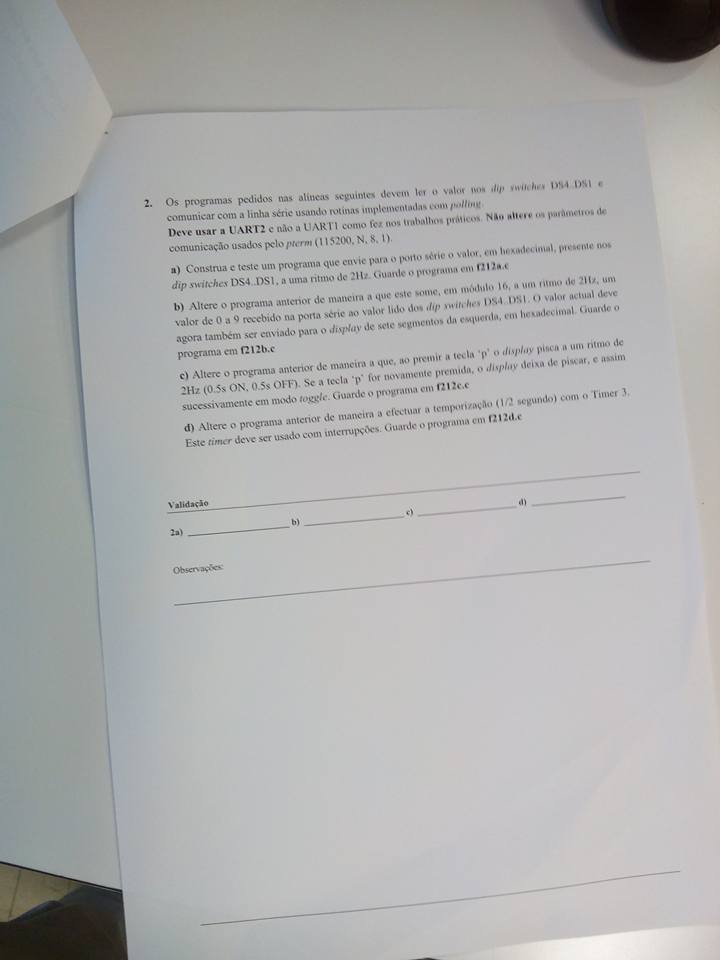 2. Os programas pedidos nas alíneas seguintes devem ler o valor nos dip switches DS4..DS1 e
comunicar com a linha série usando rotinas implementadas com polling.
Deve usar a UART2 e não a UART1 como fez nos trabalhos práticos. Não altere os parâmetros de
comunicação usados pelo pterm (115200, N, 8, 1).
a) Construa e teste um programa que envie para o porto série o valor, em hexadecimal, presente nos
dip switches DS4..DS1, a uma ritmo de 2Hz. Guarde o programa em f212a.c
b) Altere o programa anterior de maneira a que este some, em módulo 16, a um ritmo de 2Hz, um
valor de 0 a 9 recebido na porta série ao valor lido dos dip switches DS4..DS1. O valor actual deve
agora também ser enviado para o display de sete segmentos da esquerda, em hexadecimal. Guarde o
programa em f212b.c
c) Altere o programa anterior de maneira a que, ao premir a tecla 'p' o display pisca a um ritmo de
2Hz (0.5s ON, 0.5s OFF). Se a tecla 'p' for novamente premida, o display deixa de piscar, e assim
sucessivamente em modo toggle. Guarde o programa em f212c.c
d) Altere o programa anterior de maneira a efectuar a temporização (1/2 segundo) com o Timer 3.
Este timer deve ser usado com interrupções. Guarde o programa em f212d.c
Validação
2a) b) c) d)
Observações: